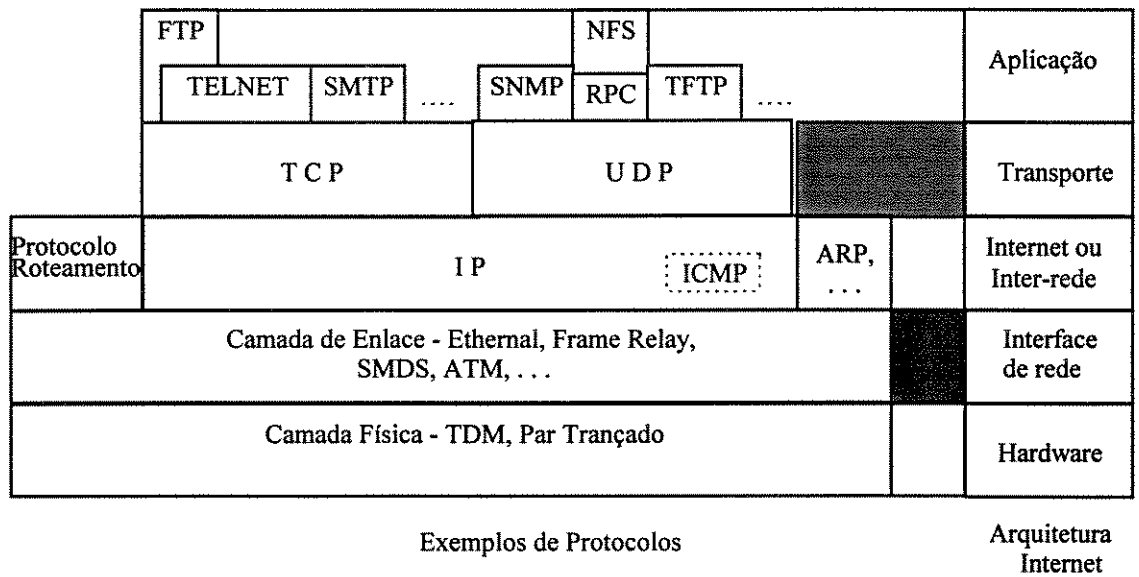 FTP
NFS
Aplicação
TELNET
SMTP
....
SNMP
RPC
TFTP
....
T C P
U D P
Transporte
Protocolo
Roteamento
I P
ICMP
ARP,
. . .
Internet ou
Inter-rede
Camada de Enlace - Ethernal, Frame Relay,
SMDS, ATM, . . .
Interface
de rede
Camada Física - TDM, Par Trançado
Hardware
Exemplos de Protocolos
Arquitetura
Internet